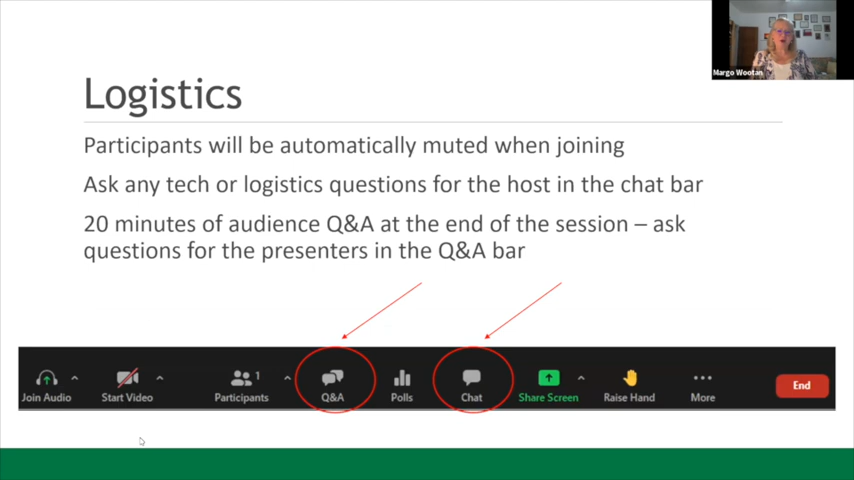 Margo Wootan
Logistics
Participants will be automatically muted when joining
Ask any tech or logistics questions for the host in the chat bar
20 minutes of audience Q&A at the end of the session – ask
questions for the presenters in the Q&A bar
1
Join Audio Start Video Participants Q&A Polls Chat Share Screen Raise Hand More End